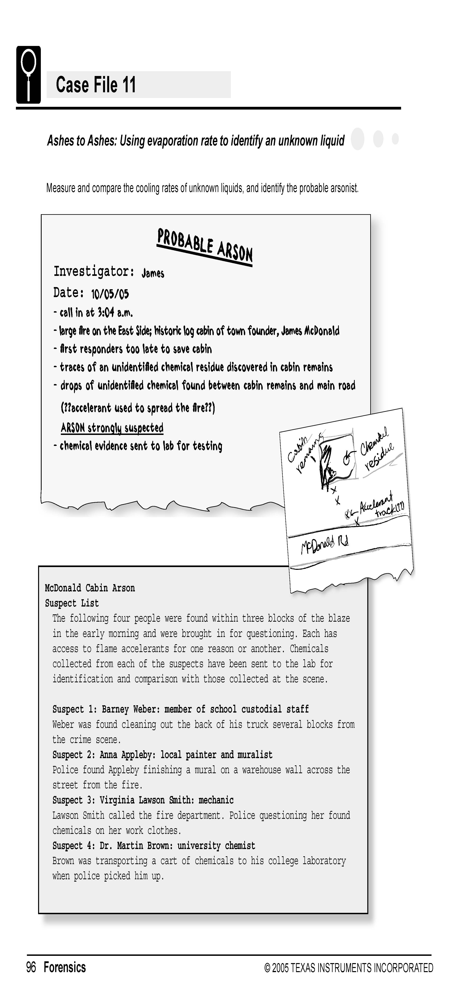 Case File 11
Ashes to Ashes: Using evaporation rate to identify an unknown liquid
Measure and compare the cooling rates of unknown liquids, and identify the probable arsonist.
PROBABLE ARSON
Investigator: James
Date: 10/05/05
- call in at 3:04 a.m.
- large fire on the East Side; historic log cabin of town founder, James McDonald
- first responders too late to save cabin
- traces of an unidentified chemical residue discovered in cabin remains
- drops of unidentified chemical found between cabin remains and main road
(??accelerant used to spread the fire??)
ARSON strongly suspected
- chemical evidence sent to lab for testing
Cabin
remains
Chemical
residue
x
x
x
Accelerant
track(??)
x
McDonald Rd
McDonald Cabin Arson
Suspect List
The following four people were found within three blocks of the blaze
in the early morning and were brought in for questioning. Each has
access to flame accelerants for one reason or another. Chemicals
collected from each of the suspects have been sent to the lab for
identification and comparison with those collected at the scene.
Suspect 1: Barney Weber: member of school custodial staff
Weber was found cleaning out the back of his truck several blocks from
the crime scene.
Suspect 2: Anna Appleby: local painter and muralist
Police found Appleby finishing a mural on a warehouse wall across the
street from the fire.
Suspect 3: Virginia Lawson Smith: mechanic
Lawson Smith called the fire department. Police questioning her found
chemicals on her work clothes.
Suspect 4: Dr. Martin Brown: university chemist
Brown was transporting a cart of chemicals to his college laboratory
when police picked him up.
96 Forensics
© 2005 TEXAS INSTRUMENTS INCORPORATED